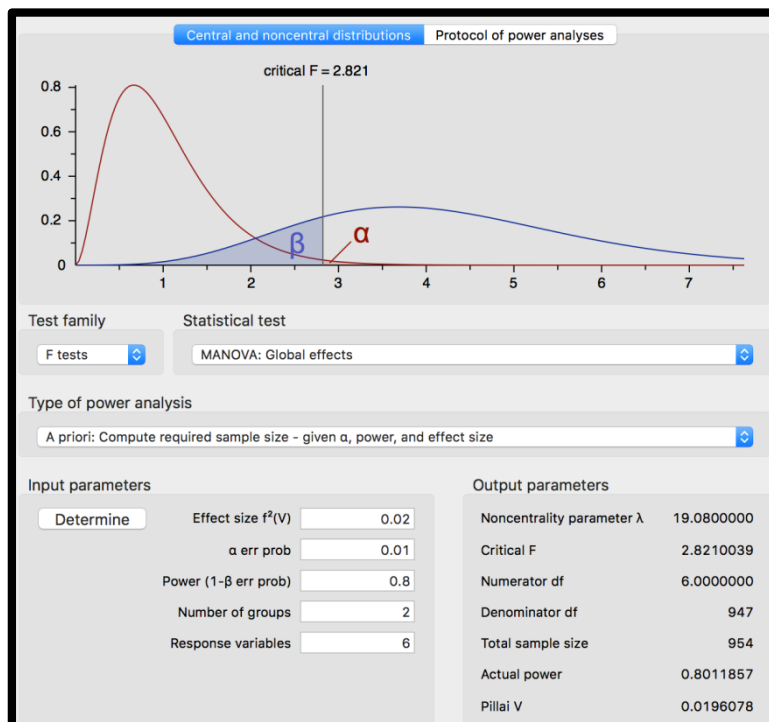 Central and noncentral distributions Protocol of power analyses
critical F = 2.821
0.8
0.6
0.4
0.2
0
β α
1 2 3 4 5 6 7
Test family Statistical test
F tests MANOVA: Global effects
Type of power analysis
A priori: Compute required sample size - given α, power, and effect size
Input parameters Output parameters
Determine Effect size f²(V) 0.02 Noncentrality parameter λ 19.0800000
α err prob 0.01 Critical F 2.8210039
Power (1-β err prob) 0.8 Numerator df 6.0000000
Number of groups 2 Denominator df 947
Response variables 6 Total sample size 954
Actual power 0.8011857
Pillai V 0.0196078